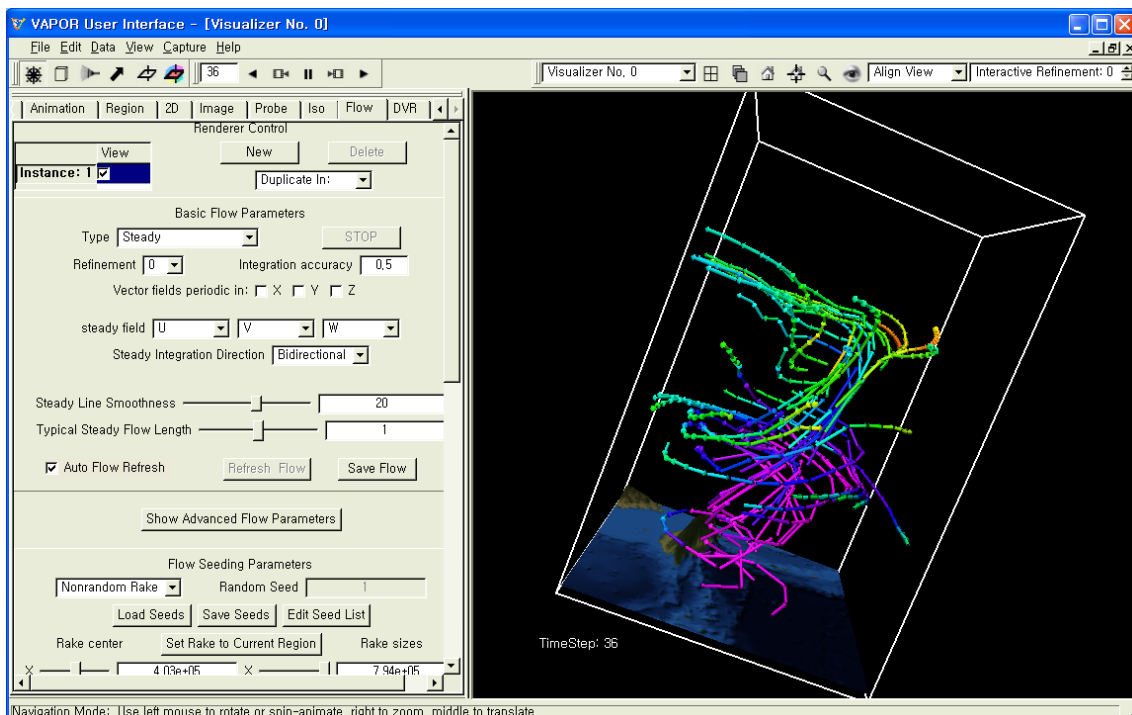 VAPOR User Interface - [Visualizer No. 0]
File Edit Data View Capture Help
36 Visualizer No. 0 Align View Interactive Refinement: 0
Animation Region 2D Image Probe Iso Flow DVR
Renderer Control
View New Delete
Instance: 1
Duplicate In:
Basic Flow Parameters
Type Steady STOP
Refinement 0 Integration accuracy 0.5
Vector fields periodic in: X Y Z
steady field U V W
Steady Integration Direction Bidirectional
Steady Line Smoothness 20
Typical Steady Flow Length 1
Auto Flow Refresh Refresh Flow Save Flow
Show Advanced Flow Parameters
Flow Seeding Parameters
Nonrandom Rake Random Seed 1
Load Seeds Save Seeds Edit Seed List
Rake center Set Rake to Current Region Rake sizes
X 4.03e+05 X 7.94e+05
TimeStep: 36
Navigation Mode: Use left mouse to rotate or spin-animate, right to zoom, middle to translate